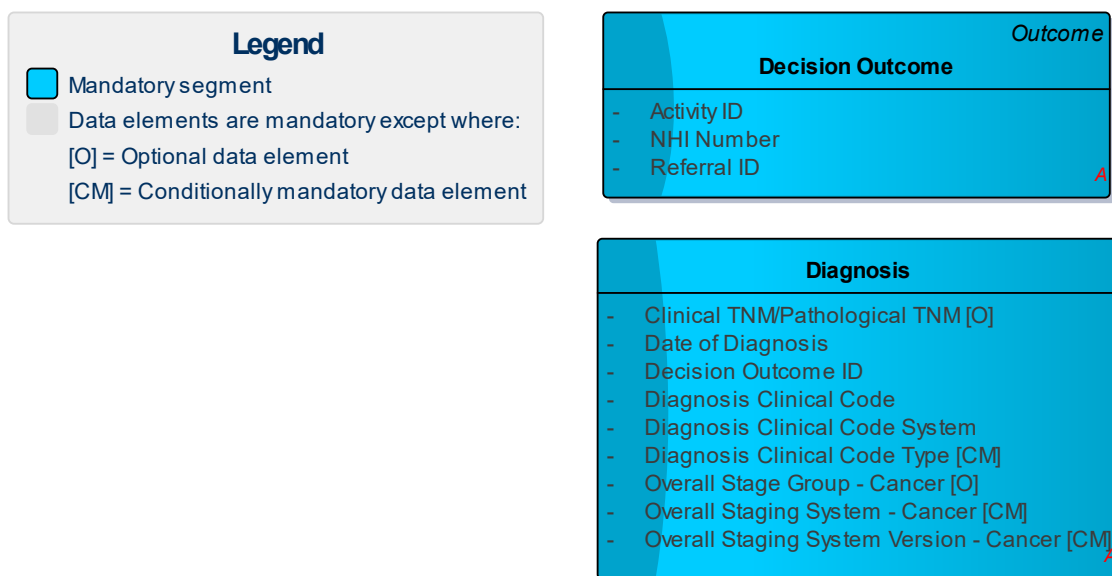 Legend
Mandatory segment
Data elements are mandatory except where:
[O] = Optional data element
[CM] = Conditionally mandatory data element
Outcome
Decision Outcome
- Activity ID
- NHI Number
- Referral ID
A
Diagnosis
- Clinical TNM/Pathological TNM [O]
- Date of Diagnosis
- Decision Outcome ID
- Diagnosis Clinical Code
- Diagnosis Clinical Code System
- Diagnosis Clinical Code Type [CM]
- Overall Stage Group - Cancer [O]
- Overall Staging System - Cancer [CM]
- Overall Staging System Version - Cancer [CM]
A